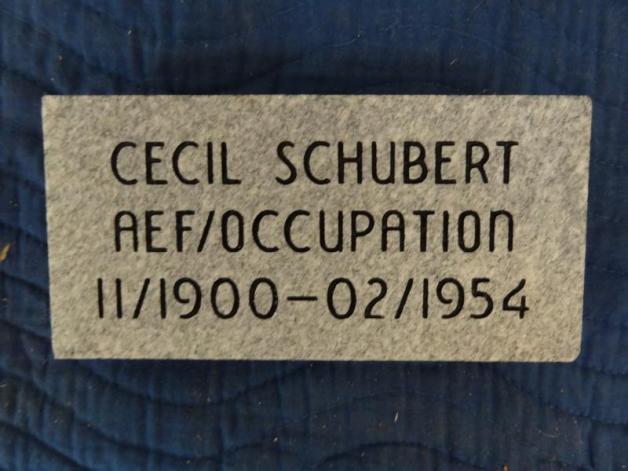 CECIL SCHUBERT
AEF/OCCUPATION
11/1900-02/1954